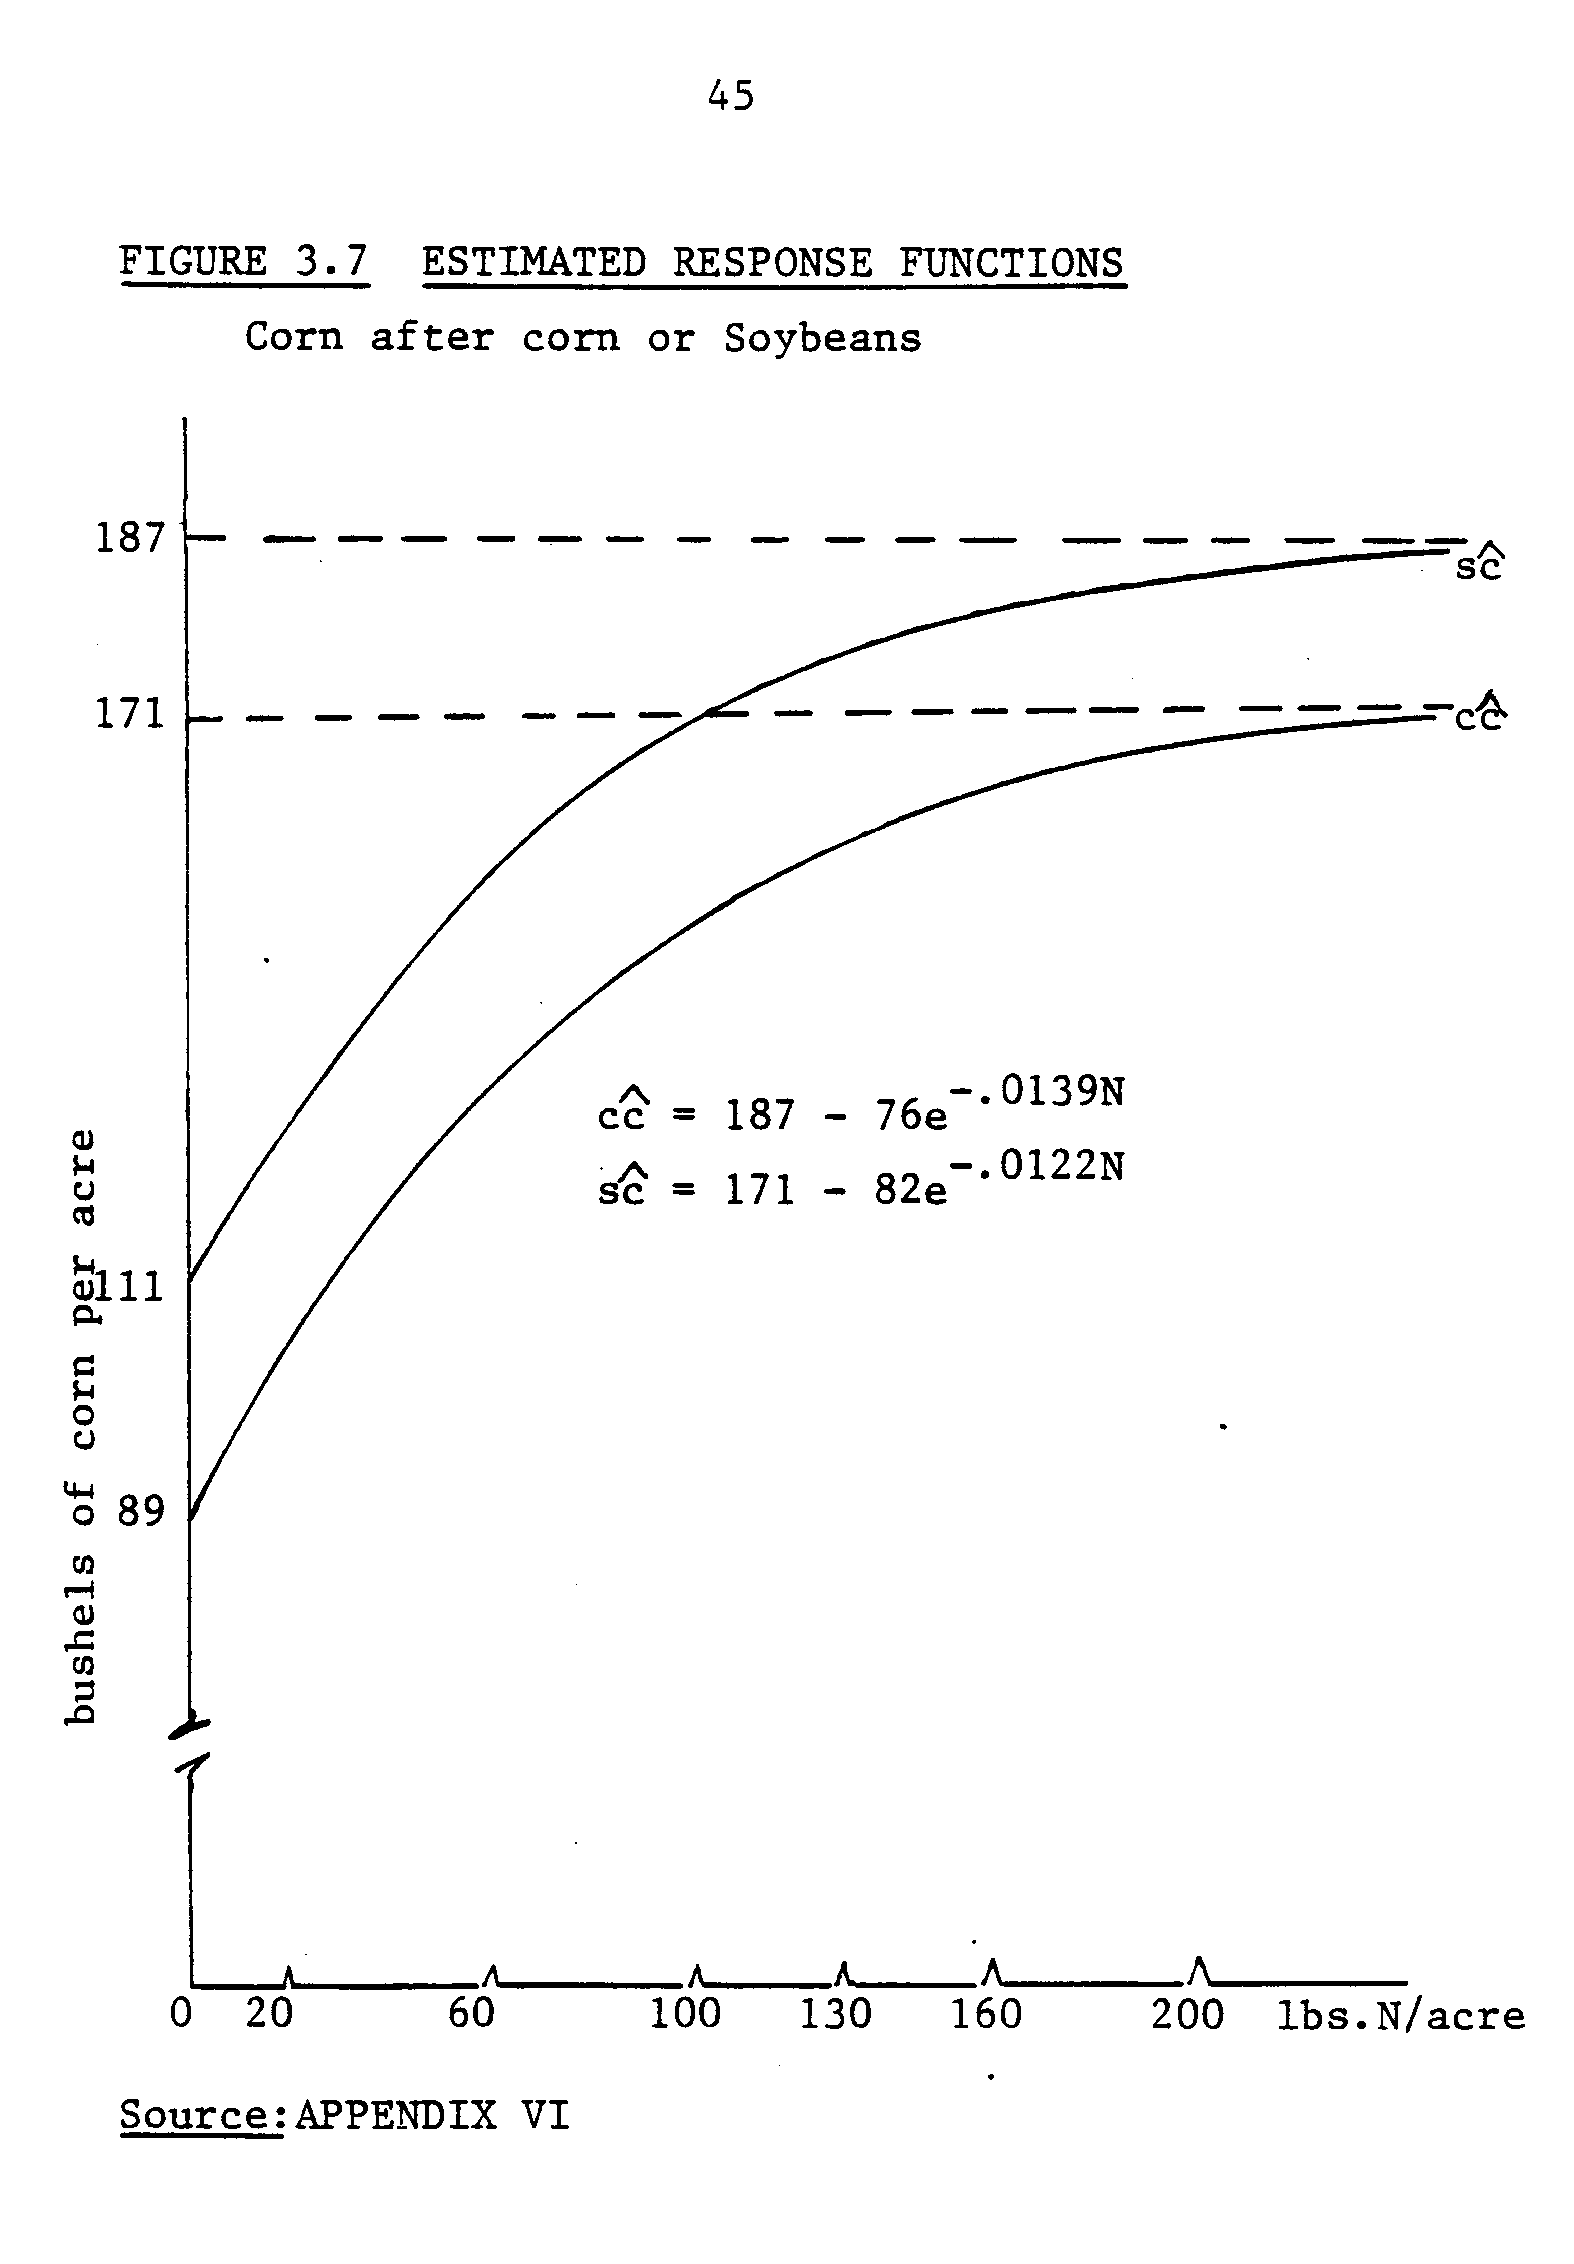 45
FIGURE 3.7 ESTIMATED RESPONSE FUNCTIONS
Corn after corn or Soybeans
187
sĉ
171
cĉ
cĉ = 187 - 76e^-.0139N
sĉ = 171 - 82e^-.0122N
111
89
bushels of corn per acre
0 20 60 100 130 160 200 lbs.N/acre
Source: APPENDIX VI